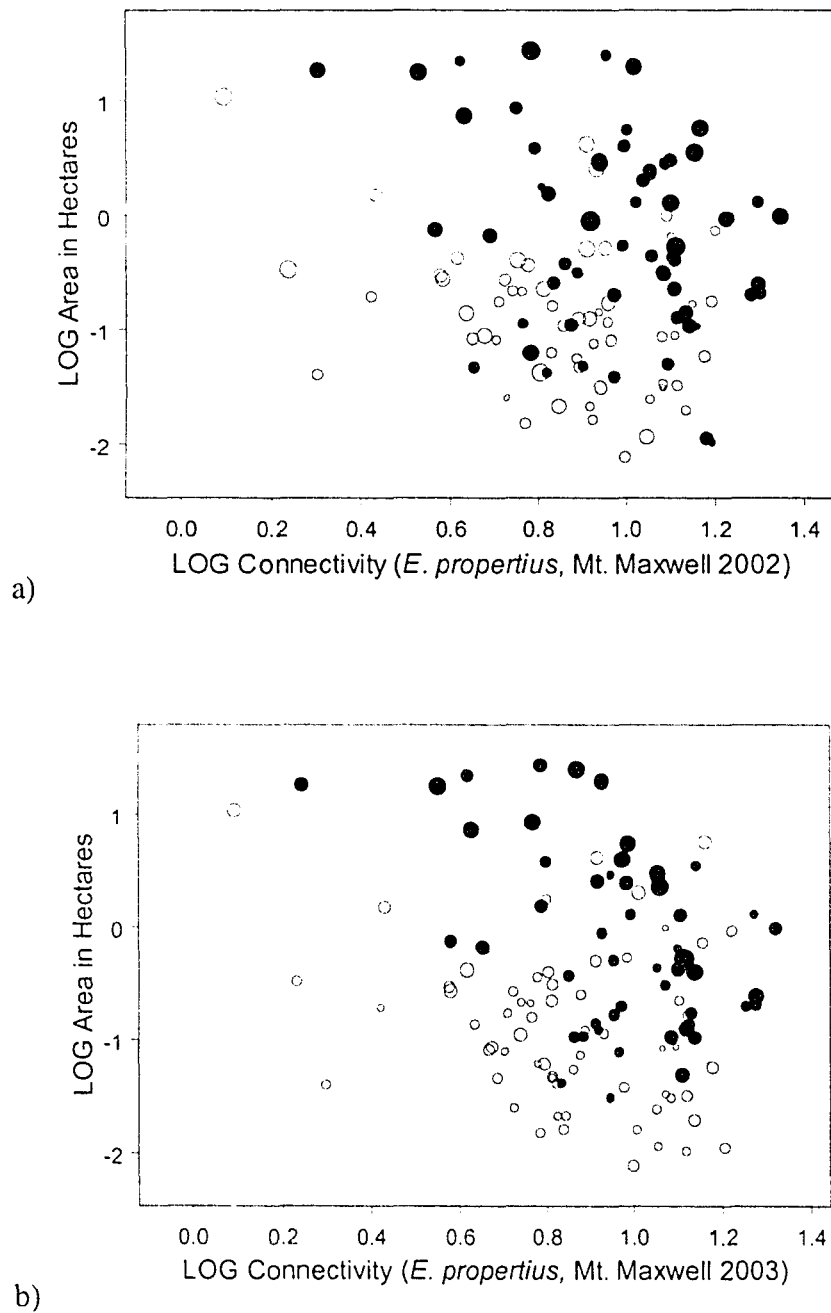 1
0
-1
-2
LOG Area in Hectares
0.0 0.2 0.4 0.6 0.8 1.0 1.2 1.4
LOG Connectivity (E. propertius, Mt. Maxwell 2002)
a)
1
0
-1
-2
LOG Area in Hectares
0.0 0.2 0.4 0.6 0.8 1.0 1.2 1.4
LOG Connectivity (E. propertius, Mt. Maxwell 2003)
b)